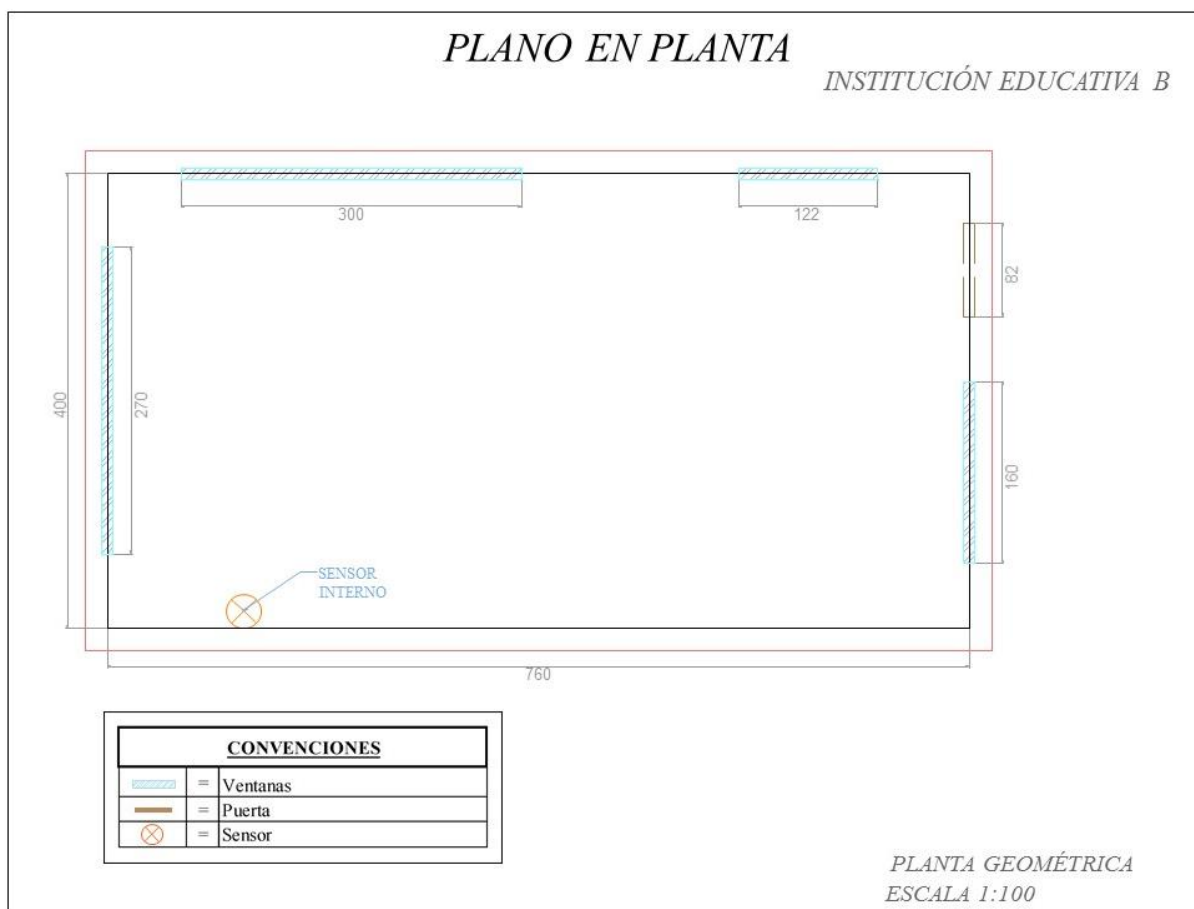 PLANO EN PLANTA
INSTITUCIÓN EDUCATIVA B
300
122
82
400
270
160
SENSOR
INTERNO
760
CONVENCIONES
= Ventanas
= Puerta
= Sensor
PLANTA GEOMÉTRICA
ESCALA 1:100